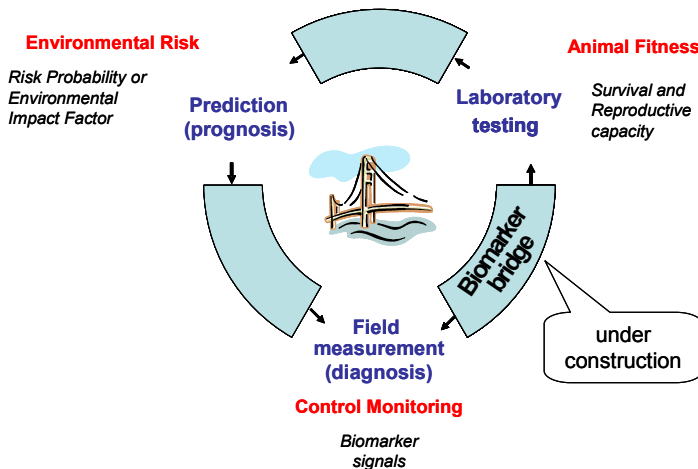 Environmental Risk
Risk Probability or
Environmental
Impact Factor
Prediction
(prognosis)
Animal Fitness
Survival and
Reproductive
capacity
Laboratory
testing
Biomarker
bridge
under
construction
Field
measurement
(diagnosis)
Control Monitoring
Biomarker
signals